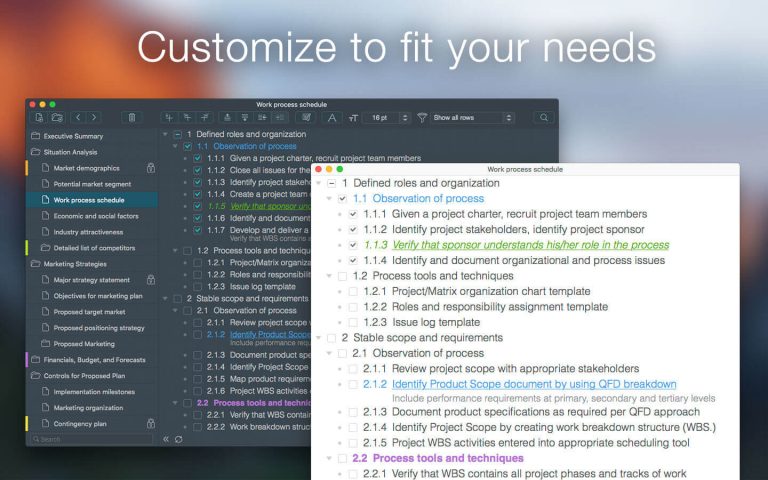 Customize to fit your needs
Work process schedule
16 pt
Show all rows
Executive Summary
Situation Analysis
Market demographics
Potential market segment
Work process schedule
Economic and social factors
Industry attractiveness
Detailed list of competitors
Marketing Strategies
Major strategy statement
Objectives for marketing plan
Proposed target market
Proposed positioning strategy
Proposed Marketing
Financials, Budget, and Forecasts
Controls for Proposed Plan
Implementation milestones
Marketing organization
Contingency plan
Search
1 Defined roles and organization
1.1 Observation of process
1.1.1 Given a project charter, recruit project team members
1.1.2 Close all issues for the
1.1.3 Identify project stakeho
1.1.4 Create a project team
1.1.5 Verify that sponsor und
1.1.6 Identify and document
1.1.7 Develop and deliver a
Verify that WBS contains
1.2 Process tools and techniqu
1.2.1 Project/Matrix organiza
1.2.2 Roles and responsibility
1.2.3 Issue log template
2 Stable scope and requirements
2.1 Observation of process
2.1.1 Review project scope w
2.1.2 Identify Product Scope
Include performance requireme
2.1.3 Document product spe
2.1.4 Identify Project Scope
2.1.5 Map product requireme
2.1.6 Project WBS activities
2.2 Process tools and techniqu
2.2.1 Verify that WBS contain
2.2.2 Work breakdown struct
Work process schedule
1 Defined roles and organization
1.1 Observation of process
1.1.1 Given a project charter, recruit project team members
1.1.2 Identify project stakeholders, identify project sponsor
1.1.3 Verify that sponsor understands his/her role in the process
1.1.4 Identify and document organizational and process issues
1.2 Process tools and techniques
1.2.1 Project/Matrix organization chart template
1.2.2 Roles and responsibility assignment template
1.2.3 Issue log template
2 Stable scope and requirements
2.1 Observation of process
2.1.1 Review project scope with appropriate stakeholders
2.1.2 Identify Product Scope document by using QFD breakdown
Include performance requirements at primary, secondary and tertiary levels
2.1.3 Document product specifications as required per QFD approach
2.1.4 Identify Project Scope by creating work breakdown structure (WBS.)
2.1.5 Project WBS activities entered into appropriate scheduling tool
2.2 Process tools and techniques
2.2.1 Verify that WBS contains all project phases and tracks of work